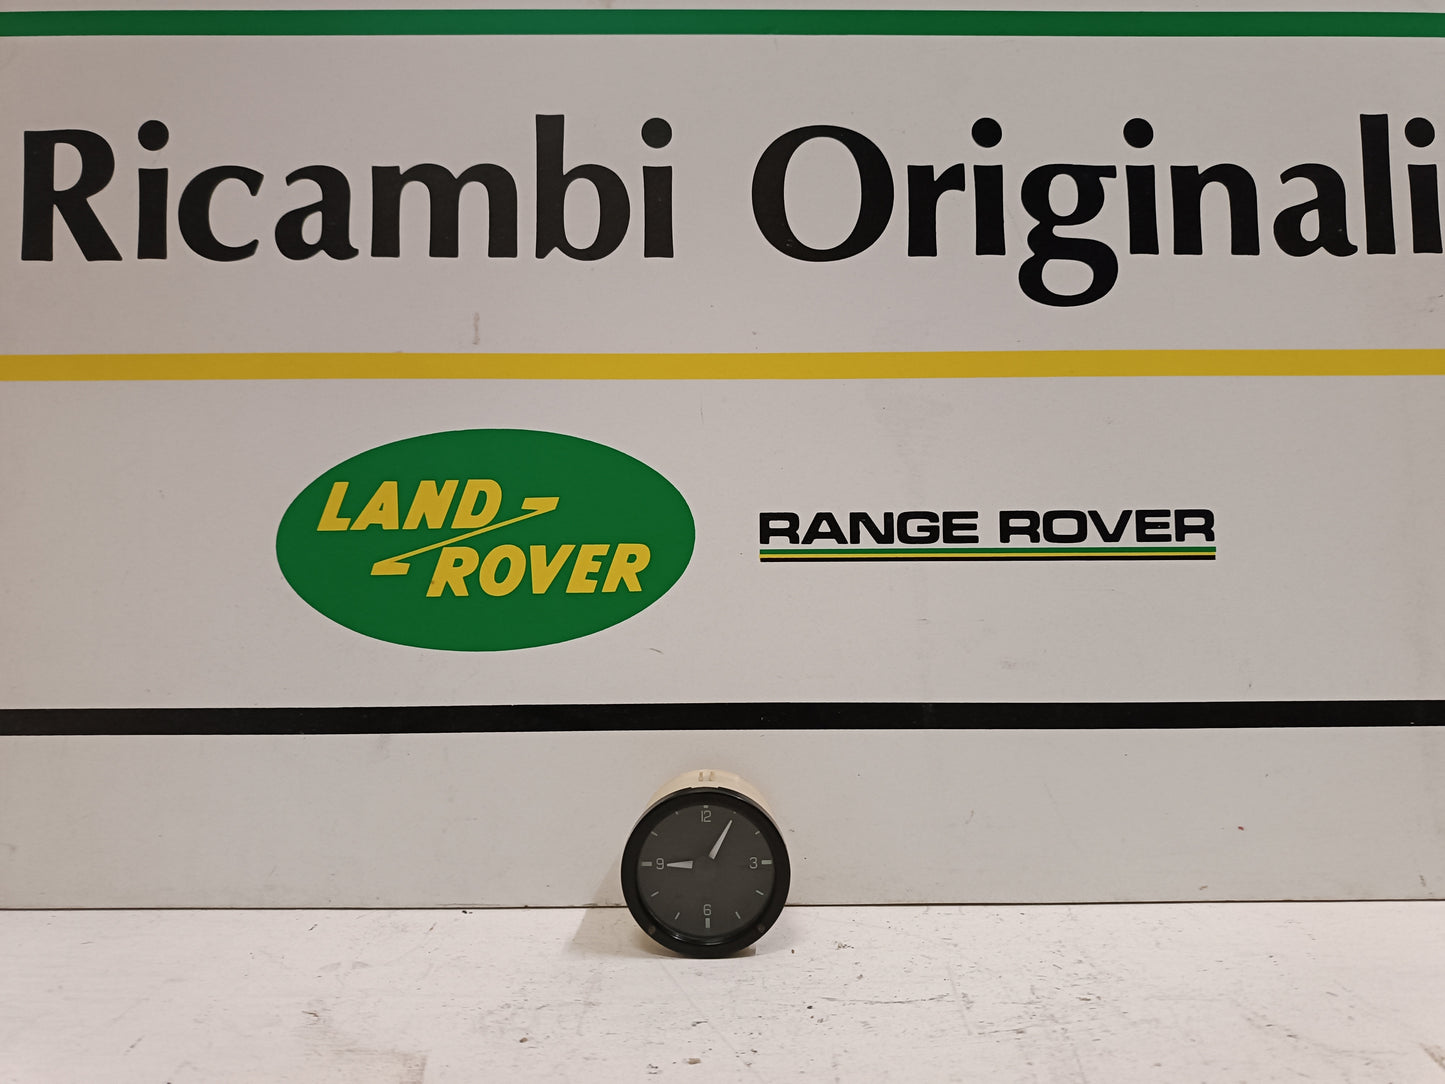 Ricambi Originali
LAND
ROVER
RANGE ROVER
12
9
3
6